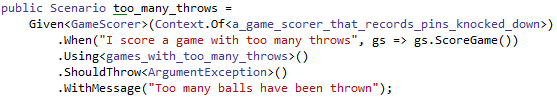 public Scenario too_many_throws =
Given<GameScorer>(Context.Of<a_game_scorer_that_records_pins_knocked_down>)
.When("I score a game with too many throws", gs => gs.ScoreGame())
.Using<games_with_too_many_throws>()
.ShouldThrow<ArgumentException>()
.WithMessage("Too many balls have been thrown");